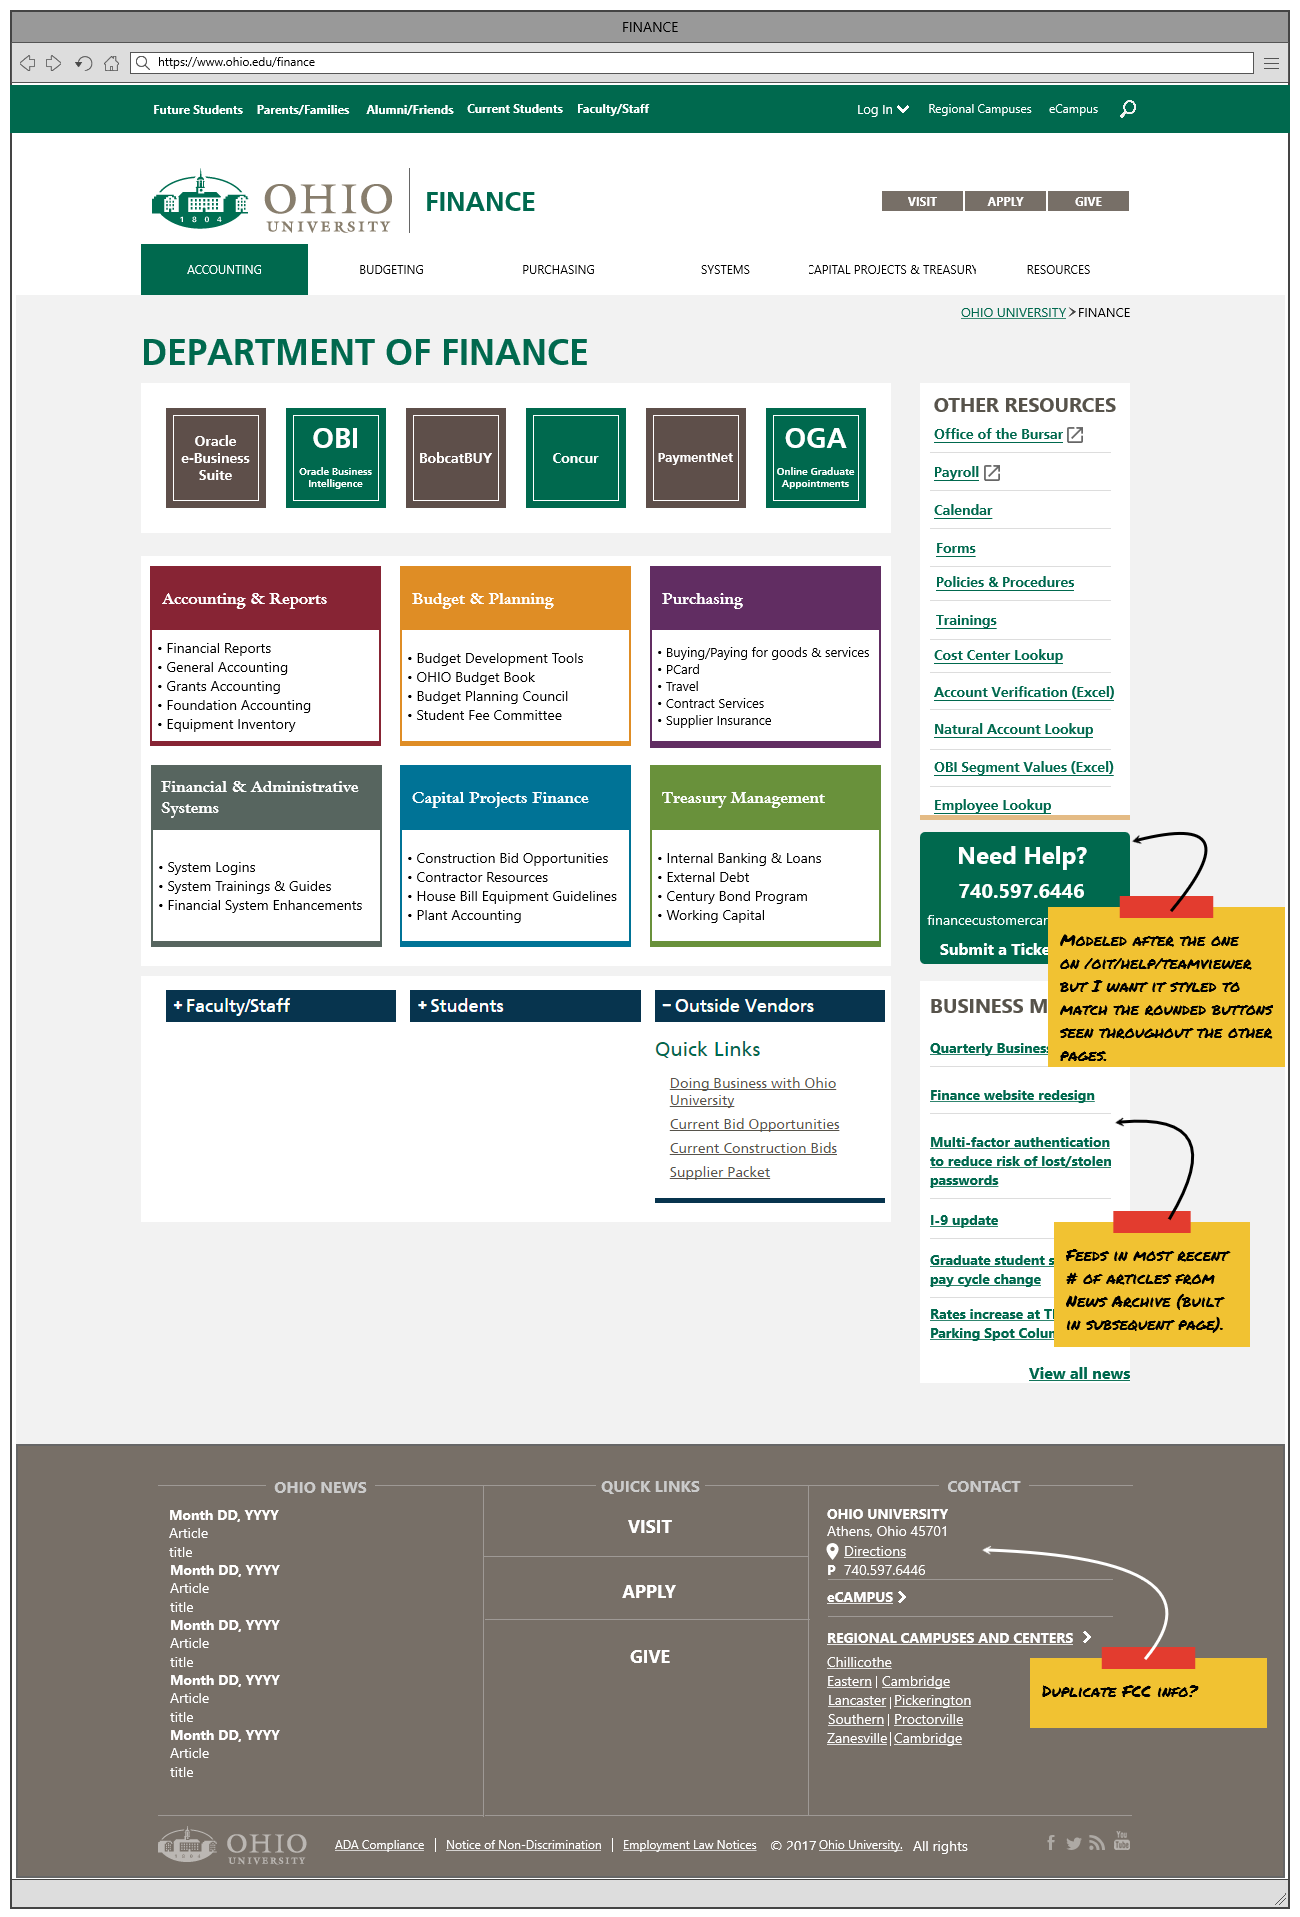 FINANCE
https://www.ohio.edu/finance
Future Students Parents/Families Alumni/Friends Current Students Faculty/Staff
Log In Regional Campuses eCampus
1804
OHIO
UNIVERSITY
FINANCE
VISIT APPLY GIVE
ACCOUNTING BUDGETING PURCHASING SYSTEMS CAPITAL PROJECTS & TREASURY RESOURCES
OHIO UNIVERSITY > FINANCE
DEPARTMENT OF FINANCE
Oracle
e-Business
Suite
OBI
Oracle Business
Intelligence
BobcatBUY
Concur
PaymentNet
OGA
Online Graduate
Appointments
Accounting & Reports
• Financial Reports
• General Accounting
• Grants Accounting
• Foundation Accounting
• Equipment Inventory
Budget & Planning
• Budget Development Tools
• OHIO Budget Book
• Budget Planning Council
• Student Fee Committee
Purchasing
• Buying/Paying for goods & services
• PCard
• Travel
• Contract Services
• Supplier Insurance
Financial & Administrative
Systems
• System Logins
• System Trainings & Guides
• Financial System Enhancements
Capital Projects Finance
• Construction Bid Opportunities
• Contractor Resources
• House Bill Equipment Guidelines
• Plant Accounting
Treasury Management
• Internal Banking & Loans
• External Debt
• Century Bond Program
• Working Capital
+ Faculty/Staff
+ Students
− Outside Vendors
Quick Links
Doing Business with Ohio
University
Current Bid Opportunities
Current Construction Bids
Supplier Packet
OTHER RESOURCES
Office of the Bursar
Payroll
Calendar
Forms
Policies & Procedures
Trainings
Cost Center Lookup
Account Verification (Excel)
Natural Account Lookup
OBI Segment Values (Excel)
Employee Lookup
Need Help?
740.597.6446
financecustomercar
Submit a Ticke
MODELED AFTER THE ONE
ON /OIT/HELP/TEAMVIEWER
BUT I WANT IT STYLED TO
MATCH THE ROUNDED BUTTONS
SEEN THROUGHOUT THE OTHER
PAGES.
BUSINESS M
Quarterly Business
Finance website redesign
Multi-factor authentication
to reduce risk of lost/stolen
passwords
I-9 update
Graduate student s
pay cycle change
Rates increase at
Parking Spot
View all news
FEEDS IN MOST RECENT
# OF ARTICLES FROM
NEWS ARCHIVE (BUILT
IN SUBSEQUENT PAGE).
OHIO NEWS
Month DD, YYYY
Article
title
Month DD, YYYY
Article
title
Month DD, YYYY
Article
title
Month DD, YYYY
Article
title
Month DD, YYYY
Article
title
QUICK LINKS
VISIT
APPLY
GIVE
CONTACT
OHIO UNIVERSITY
Athens, Ohio 45701
Directions
P 740.597.6446
eCAMPUS
REGIONAL CAMPUSES AND CENTERS
Chillicothe
Eastern | Cambridge
Lancaster | Pickerington
Southern | Proctorville
Zanesville | Cambridge
DUPLICATE FCC INFO?
1804
OHIO
UNIVERSITY
ADA Compliance | Notice of Non-Discrimination | Employment Law Notices © 2017 Ohio University. All rights
You
Tube